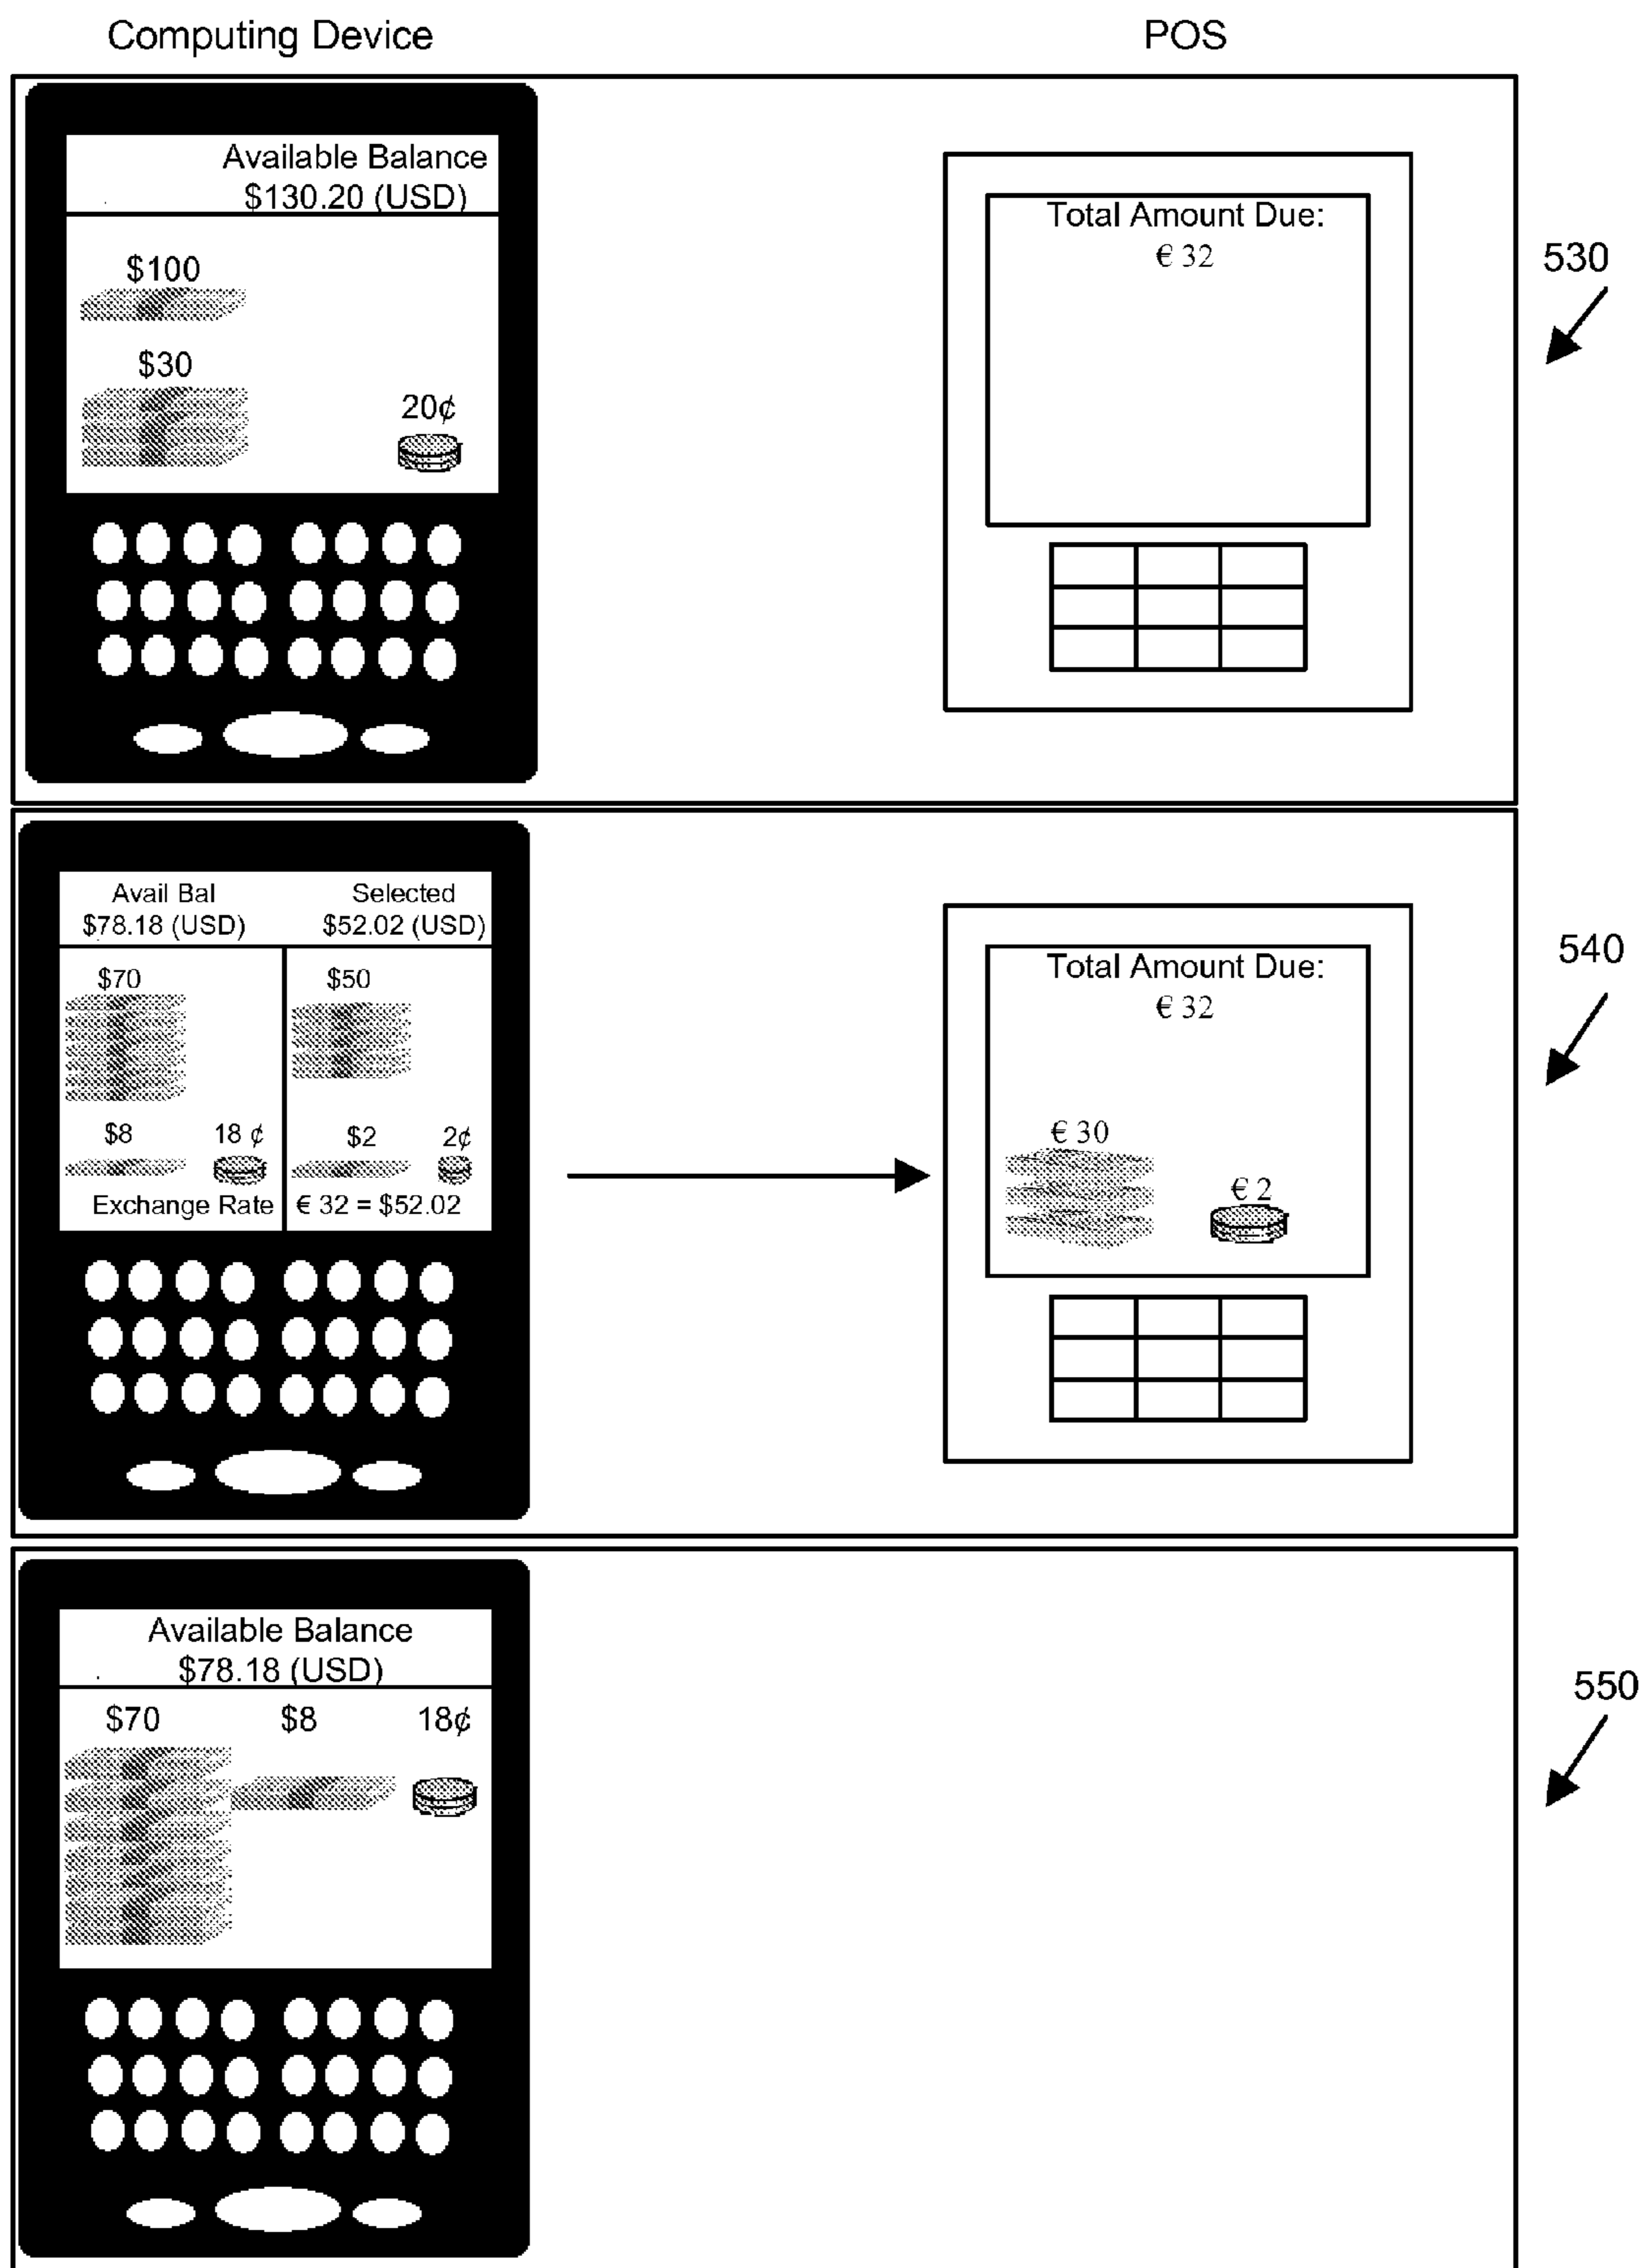 Computing Device
POS
Available Balance
$130.20 (USD)
$100
$30
20¢
Total Amount Due:
€ 32
530
Avail Bal
$78.18 (USD)
Selected
$52.02 (USD)
$70
$50
$8
18 ¢
$2
2¢
Exchange Rate
€ 32 = $52.02
Total Amount Due:
€ 32
€ 30
€ 2
540
Available Balance
$78.18 (USD)
$70
$8
18¢
550